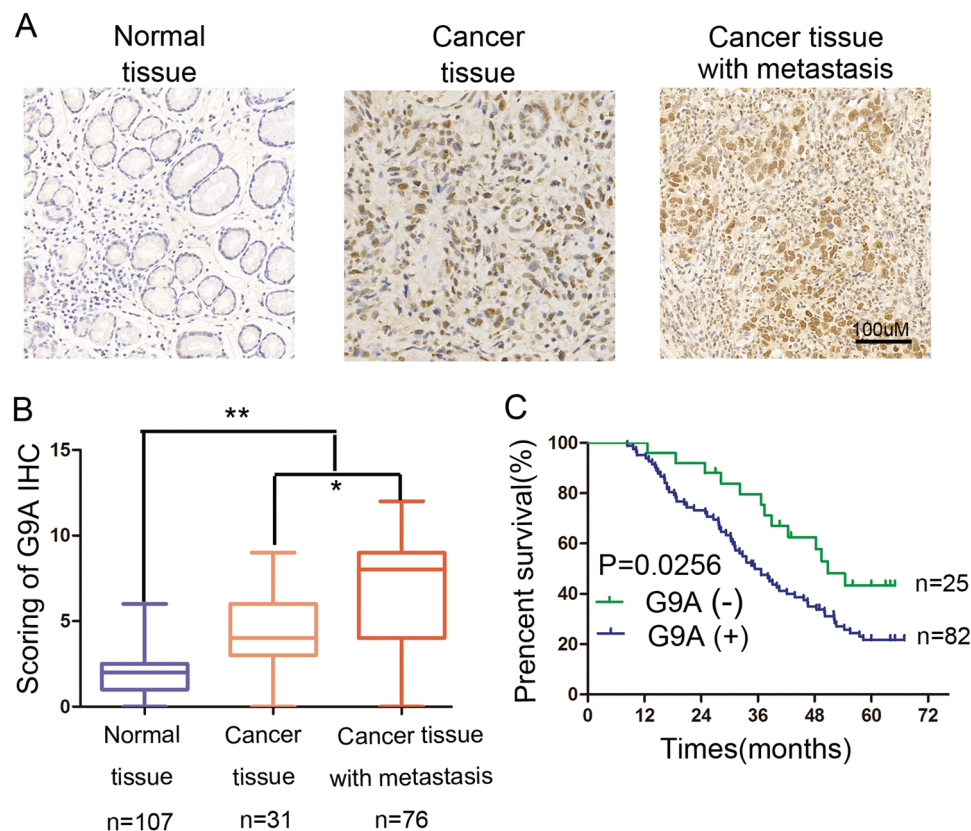 A
Normal
tissue
Cancer
tissue
Cancer tissue
with metastasis
100uM
B
Scoring of G9A IHC
15
10
5
0
**
*
Normal
tissue
n=107
Cancer
tissue
n=31
Cancer tissue
with metastasis
n=76
C
Prencent survival(%)
100
80
60
40
20
0
P=0.0256
G9A (-)
G9A (+)
n=25
n=82
0 12 24 36 48 60 72
Times(months)